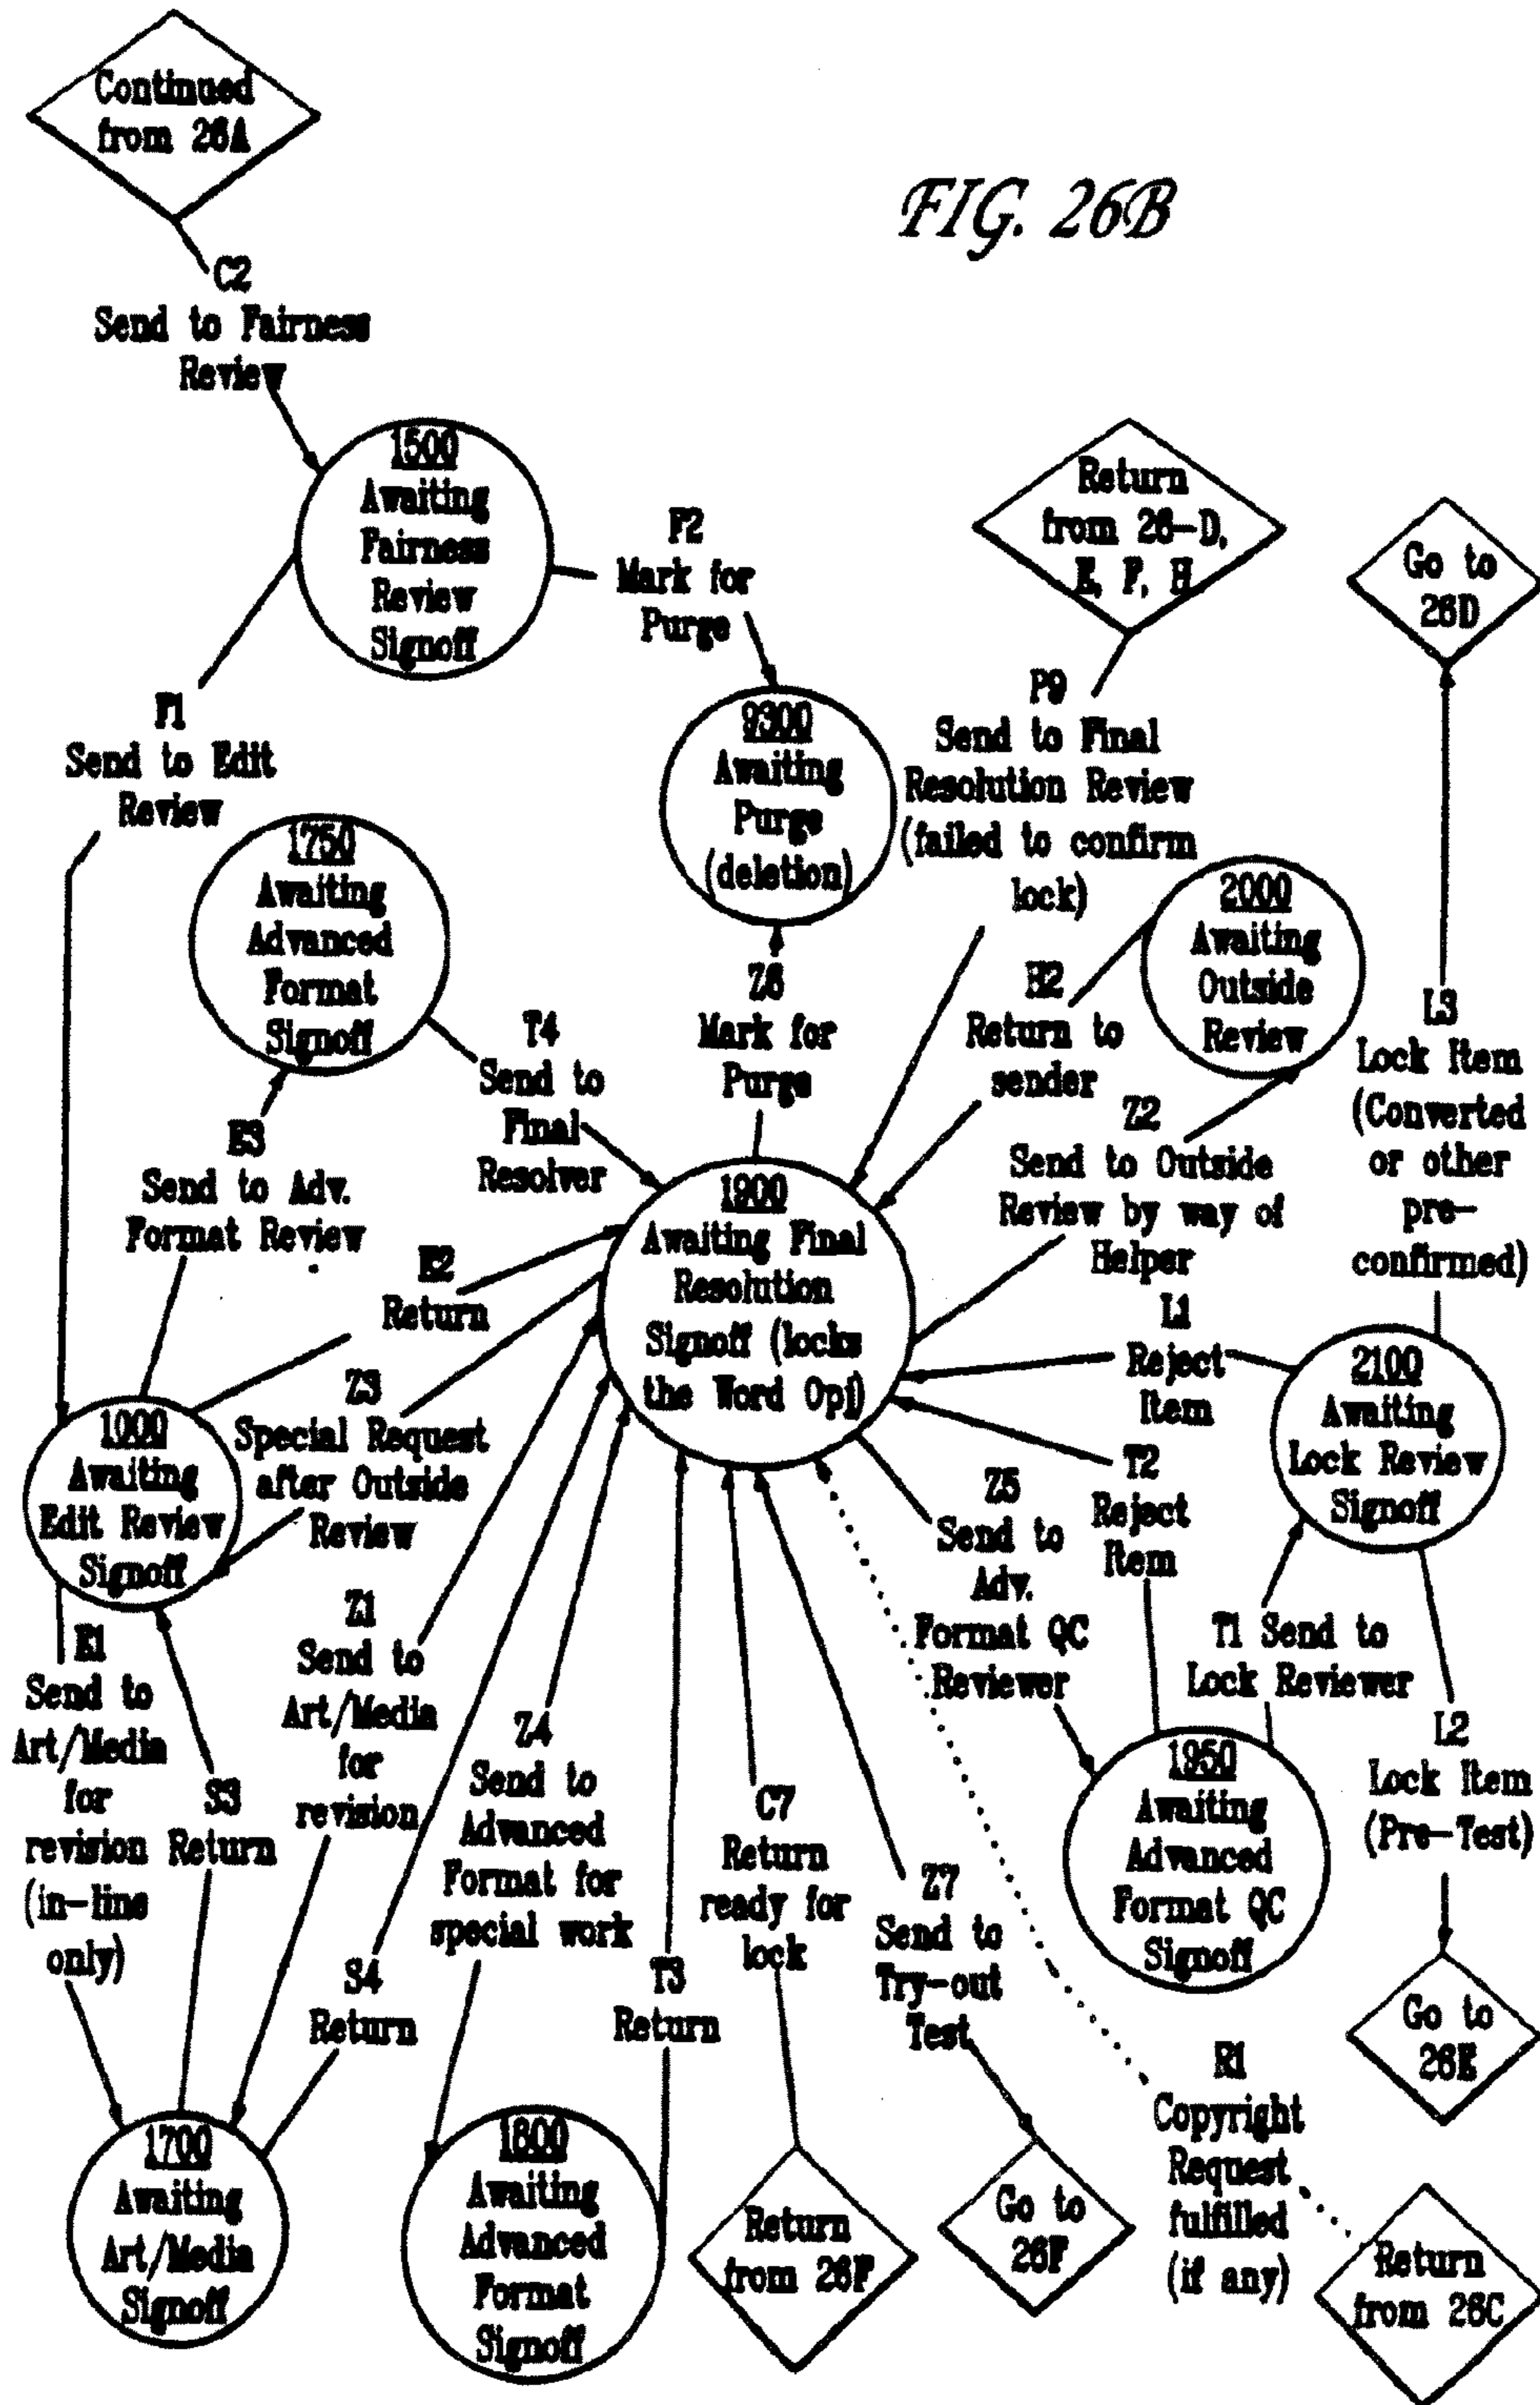 Continued
from 26A
FIG. 26B
C2
Send to Fairness
Review
1500
Awaiting
Fairness
Review
Signoff
F2
Mark for
Purge
Return
from 26-D,
E, F, H
Go to
26D
F1
Send to Edit
Review
9300
Awaiting
Purge
(deletion)
P9
Send to Final
Resolution Review
(failed to confirm
lock)
1750
Awaiting
Advanced
Format
Signoff
2000
Awaiting
Outside
Review
T4
Send to
Final
Resolver
Z6
Mark for
Purge
H2
Return to
sender
L3
Lock Item
(Converted
or other
pre-
confirmed)
E3
Send to Adv.
Format Review
Z2
Send to Outside
Review by way of
Helper
1900
Awaiting Final
Resolution
Signoff (locks
the Word Opj)
E2
Return
L1
Reject
Item
2100
Awaiting
Lock Review
Signoff
1000
Awaiting
Edit Review
Signoff
Z3
Special Request
after Outside
Review
T2
Reject
Item
Z5
Send to
Adv.
Format QC
Reviewer
T1 Send to
Lock Reviewer
E1
Send to
Art/Media
for
revision
(in-line
only)
S3
Return
Z1
Send to
Art/Media
for
revision
Z4
Send to
Advanced
Format for
special work
C7
Return
ready for
lock
Z7
Send to
Try-out
Test
1950
Awaiting
Advanced
Format QC
Signoff
L2
Lock Item
(Pre-Test)
S4
Return
T3
Return
Go to
26E
R1
Copyright
Request
fulfilled
(if any)
1700
Awaiting
Art/Media
Signoff
1800
Awaiting
Advanced
Format
Signoff
Return
from 26F
Go to
26F
Return
from 26C